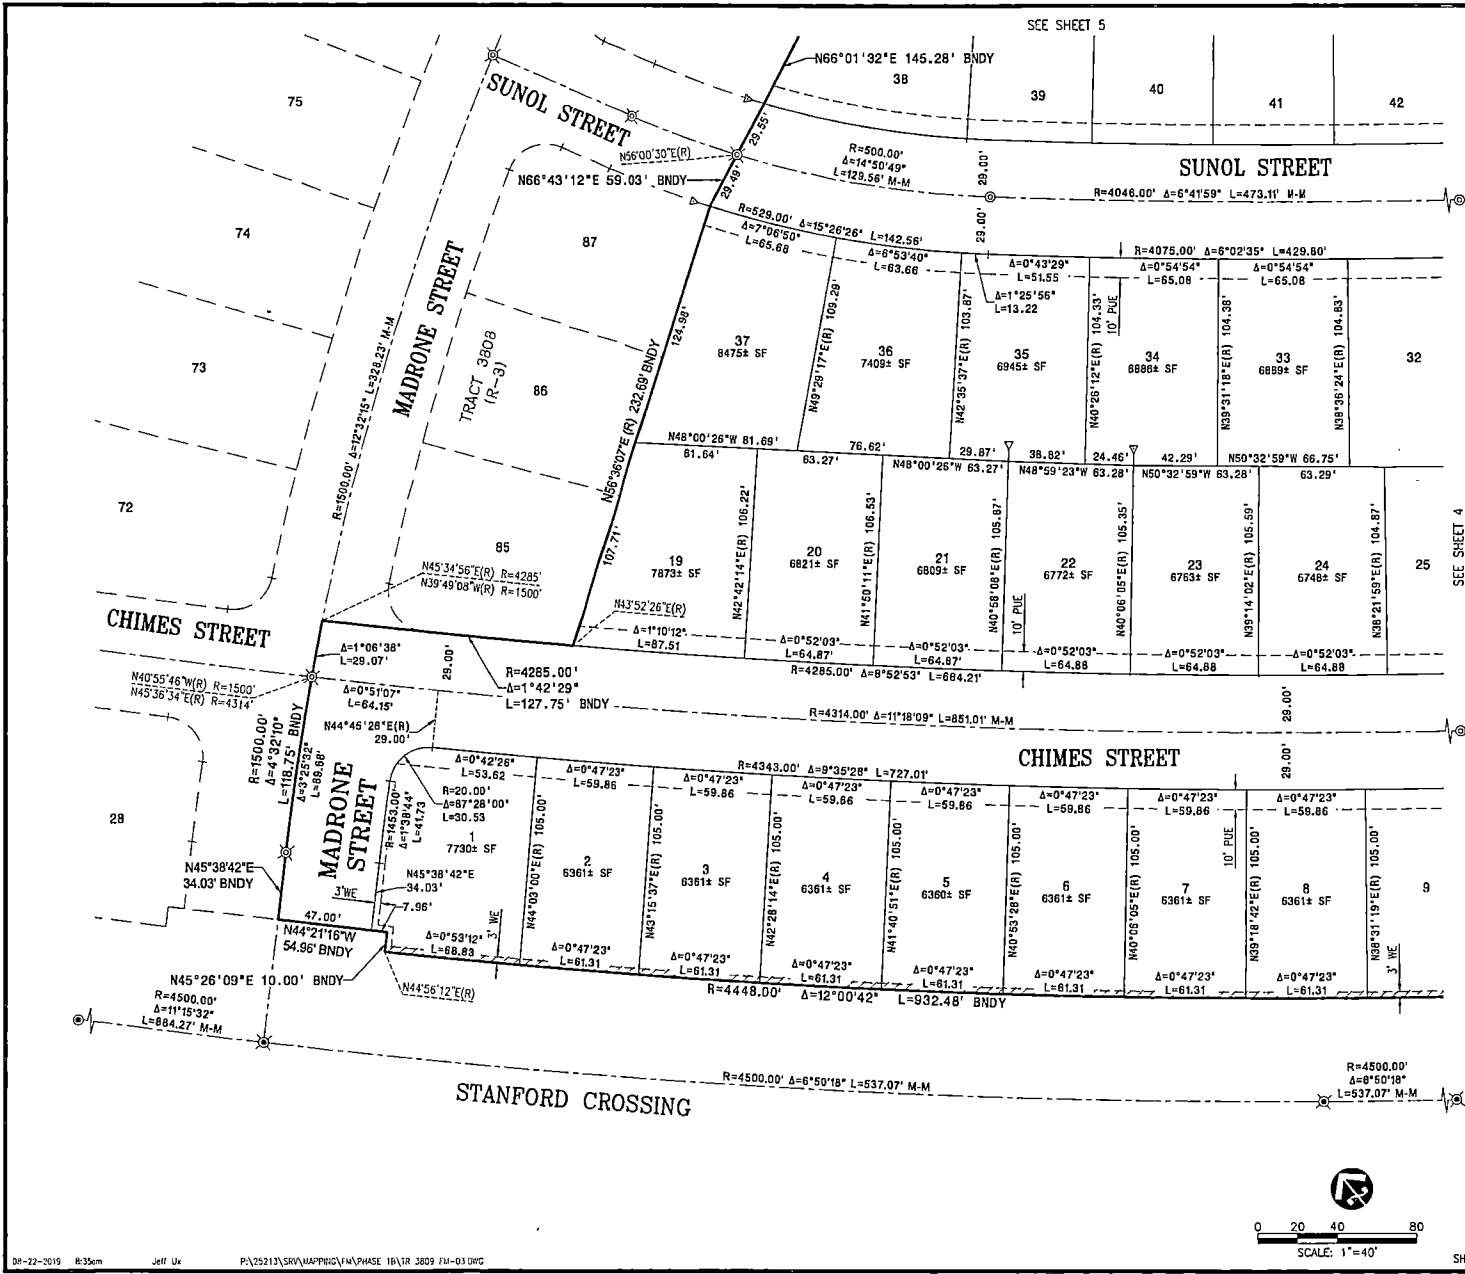 SEE SHEET 5
N66°01'32"E 145.28' BNDY
38
39
40
41
42
75
SUNOL STREET
29.55'
N56°00'30"E(R)
N66°43'12"E 59.03' BNDY
29.49'
R=500.00'
Δ=14°50'49"
L=129.56' M-M
29.00'
SUNOL STREET
R=4046.00' Δ=6°41'59" L=473.11' M-M
29.00'
R=529.00' Δ=15°26'26" L=142.56'
Δ=7°06'50"
L=65.68
Δ=6°53'40"
L=63.66
R=4075.00' Δ=6°02'35" L=429.80'
Δ=0°43'29"
L=51.55
Δ=0°54'54"
L=65.08
Δ=0°54'54"
L=65.08
Δ=1°25'56"
L=13.22
74
87
MADRONE STREET
R=1500.00' Δ=12°32'15" L=328.23' M-M
TRACT 3808
(R-3)
73
86
124.98'
N56°36'07"E (R) 232.69' BNDY
107.71'
37
8475± SF
N49°29'17"E(R) 109.29'
36
7409± SF
N42°35'37"E(R) 103.87'
35
6945± SF
N40°26'12"E(R) 104.33'
10' PUE
34
6886± SF
N39°31'18"E(R) 104.38'
33
6889± SF
N38°36'24"E(R) 104.83'
32
N48°00'26"W 81.69'
76.62'
29.87'
38.82'
24.46'
42.29'
N50°32'59"W 66.75'
61.64'
63.27'
N48°00'26"W 63.27'
N48°59'23"W 63.28'
N50°32'59"W 63.28'
63.29'
72
85
19
7873± SF
N42°42'14"E(R) 106.22'
20
6821± SF
N41°50'11"E(R) 106.53'
21
6809± SF
N40°58'08"E(R) 105.87'
10' PUE
22
6772± SF
N40°06'05"E(R) 105.35'
23
6763± SF
N39°14'02"E(R) 105.59'
24
6748± SF
N38°21'59"E(R) 104.87'
25
SEE SHEET 4
N45°34'56"E(R) R=4285'
N39°49'08"W(R) R=1500'
N43°52'26"E(R)
CHIMES STREET
Δ=1°10'12"
L=87.51
Δ=0°52'03"
L=64.87'
Δ=0°52'03"
L=64.87'
Δ=0°52'03"
L=64.88
Δ=0°52'03"
L=64.88
Δ=0°52'03"
L=64.88
Δ=1°06'38"
L=29.07'
29.00'
R=4285.00'
Δ=1°42'29"
L=127.75' BNDY
R=4285.00' Δ=8°52'53" L=664.21'
N40°55'46"W(R) R=1500'
N45°36'34"E(R) R=4314'
Δ=0°51'07"
L=64.15'
N44°45'28"E(R)
29.00'
R=4314.00' Δ=11°18'09" L=851.01' M-M
29.00'
CHIMES STREET
29.00'
R=1500.00'
Δ=4°32'10"
L=118.75' BNDY
Δ=3°25'32"
L=89.68'
MADRONE
STREET
R=1453.00'
Δ=1°38'44"
L=41.73
Δ=0°42'26"
L=53.62
R=20.00'
Δ=87°28'00"
L=30.53
R=4343.00' Δ=9°35'28" L=727.01'
Δ=0°47'23"
L=59.86
Δ=0°47'23"
L=59.86
Δ=0°47'23"
L=59.86
Δ=0°47'23"
L=59.86
Δ=0°47'23"
L=59.86
Δ=0°47'23"
L=59.86
Δ=0°47'23"
L=59.86
28
1
7730± SF
N44°03'00"E(R) 105.00'
2
6361± SF
N43°15'37"E(R) 105.00'
3
6361± SF
N42°28'14"E(R) 105.00'
4
6361± SF
N41°40'51"E(R) 105.00'
5
6360± SF
N40°53'28"E(R) 105.00'
6
6361± SF
N40°06'05"E(R) 105.00'
7
6361± SF
10' PUE
N39°18'42"E(R) 105.00'
8
6361± SF
N38°31'19"E(R) 105.00'
9
N45°38'42"E
34.03' BNDY
N45°38'42"E
34.03'
3' WE
7.96'
3' WE
3' WE
47.00'
N44°21'16"W
54.96' BNDY
Δ=0°53'12"
L=68.83
Δ=0°47'23"
L=61.31
Δ=0°47'23"
L=61.31
Δ=0°47'23"
L=61.31
Δ=0°47'23"
L=61.31
Δ=0°47'23"
L=61.31
Δ=0°47'23"
L=61.31
Δ=0°47'23"
L=61.31
N45°26'09"E 10.00' BNDY
N44°56'12"E(R)
R=4448.00' Δ=12°00'42" L=932.48' BNDY
R=4500.00'
Δ=11°15'32"
L=884.27' M-M
R=4500.00' Δ=6°50'18" L=537.07' M-M
R=4500.00'
Δ=6°50'18"
L=537.07' M-M
STANFORD CROSSING
0 20 40 80
SCALE: 1"=40'
08-22-2019 8:35am Jeff Ux P:\25213\SRV\MAPPING\FM\PHASE 1B\TR 3809 FM-03.DWG
SH